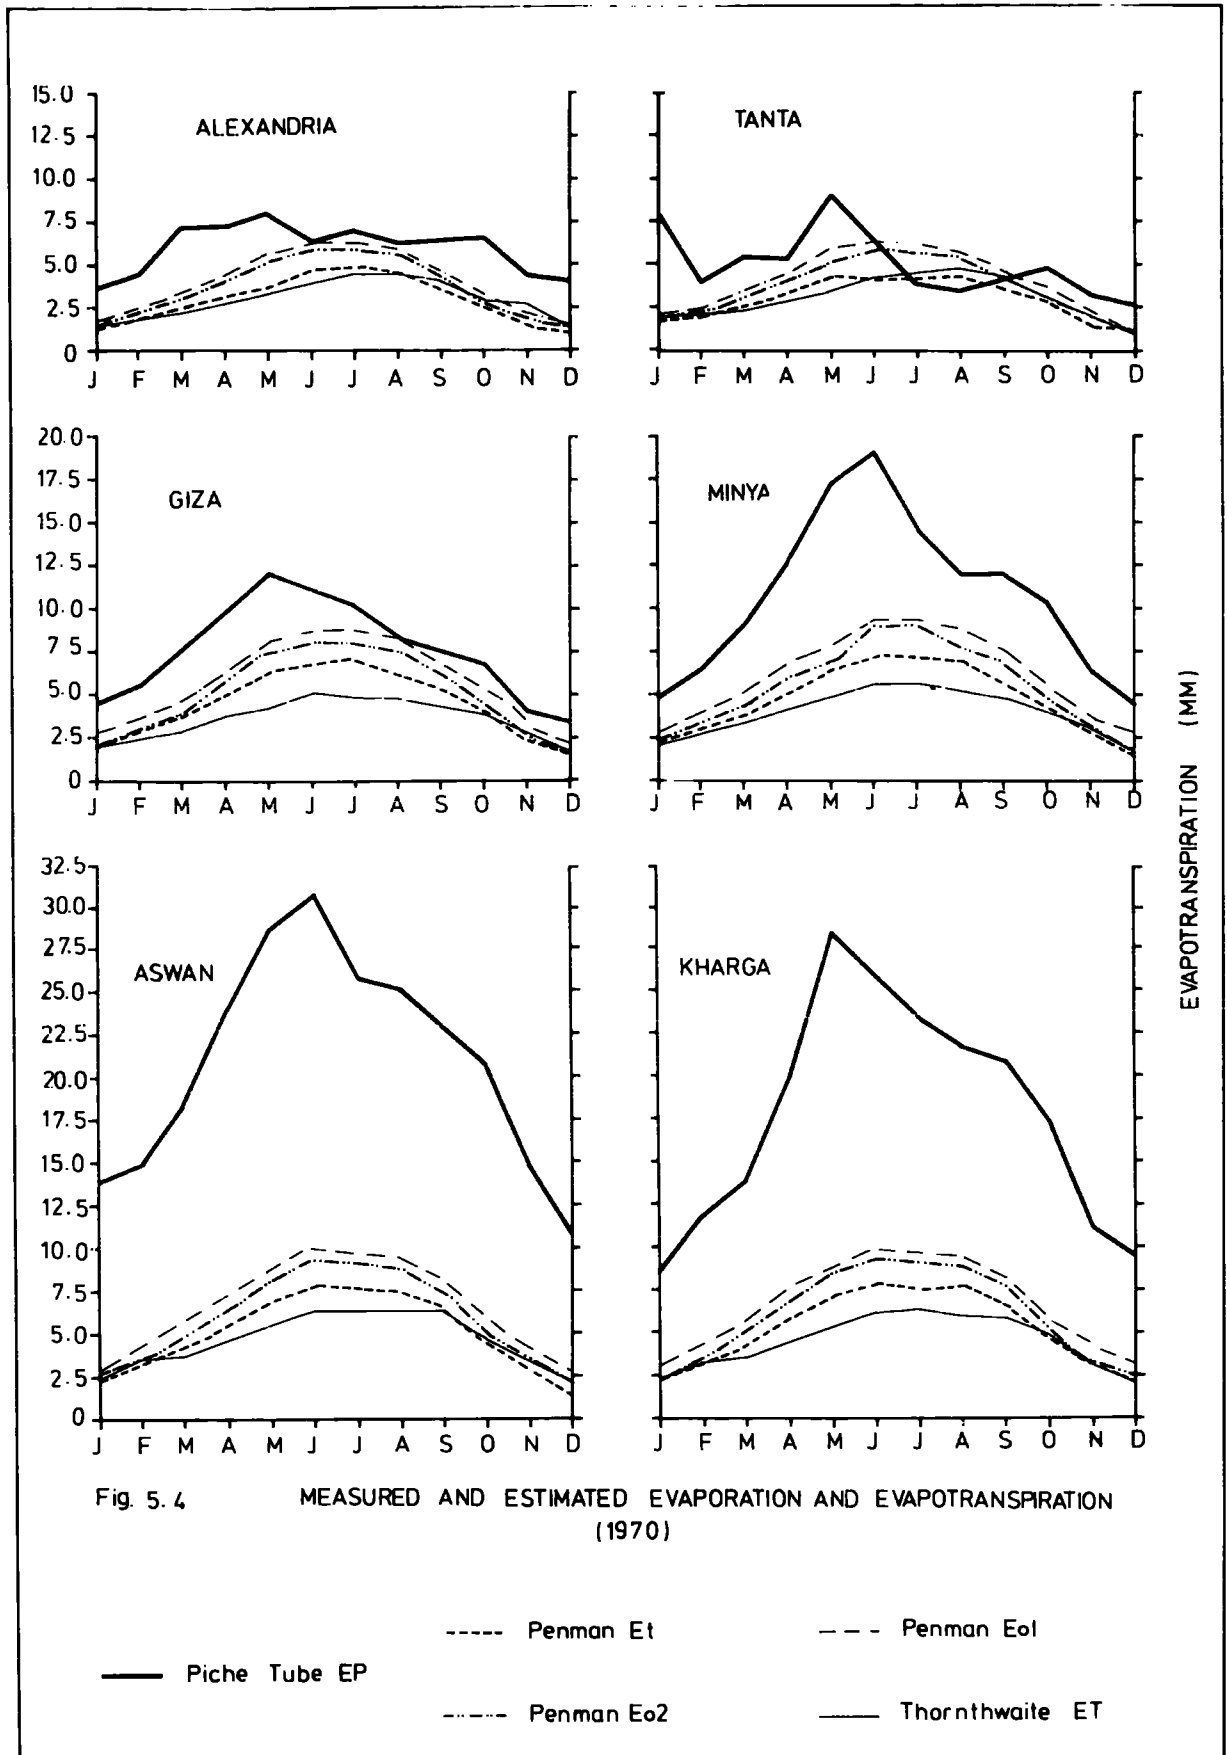 15.0
12.5
10.0
7.5
5.0
2.5
0
ALEXANDRIA
J F M A M J J A S O N D
TANTA
J F M A M J J A S O N D
20.0
17.5
15.0
12.5
10.0
7.5
5.0
2.5
0
GIZA
J F M A M J J A S O N D
MINYA
J F M A M J J A S O N D
32.5
30.0
27.5
25.0
22.5
20.0
17.5
15.0
12.5
10.0
7.5
5.0
2.5
0
ASWAN
J F M A M J J A S O N D
KHARGA
J F M A M J J A S O N D
EVAPOTRANSPIRATION (MM)
Fig. 5.4 MEASURED AND ESTIMATED EVAPORATION AND EVAPOTRANSPIRATION
(1970)
Penman Et
Penman Eo1
Piche Tube EP
Penman Eo2
Thornthwaite ET